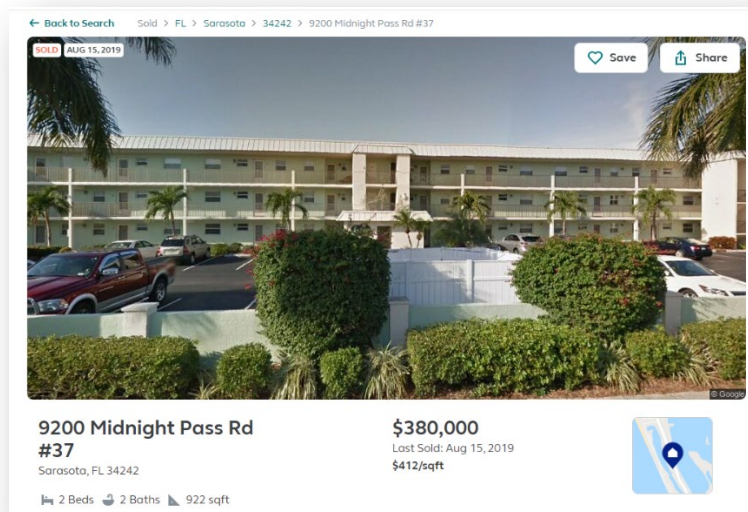 ← Back to Search Sold > FL > Sarasota > 34242 > 9200 Midnight Pass Rd #37
SOLD AUG 15, 2019
Save
Share
© Google
9200 Midnight Pass Rd
#37
Sarasota, FL 34242
2 Beds 2 Baths 922 sqft
$380,000
Last Sold: Aug 15, 2019
$412/sqft